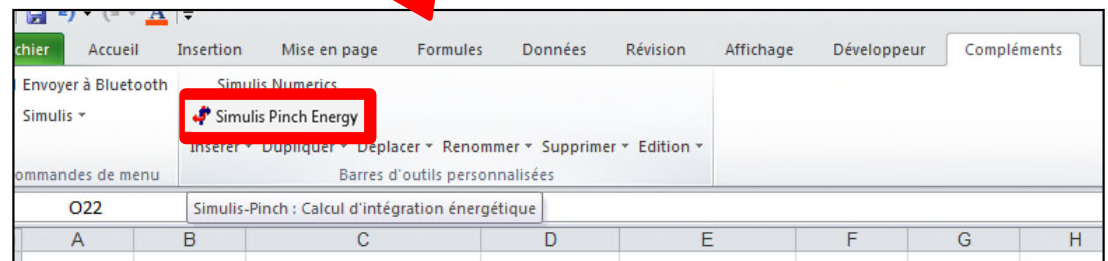 chier Accueil Insertion Mise en page Formules Données Révision Affichage Développeur Compléments
Envoyer à Bluetooth Simulis Numerics
Simulis Simulis Pinch Energy
Insérer Dupliquer Déplacer Renommer Supprimer Edition
ommandes de menu Barres d'outils personnalisées
O22 Simulis-Pinch : Calcul d'intégration énergétique
A B C D E F G H